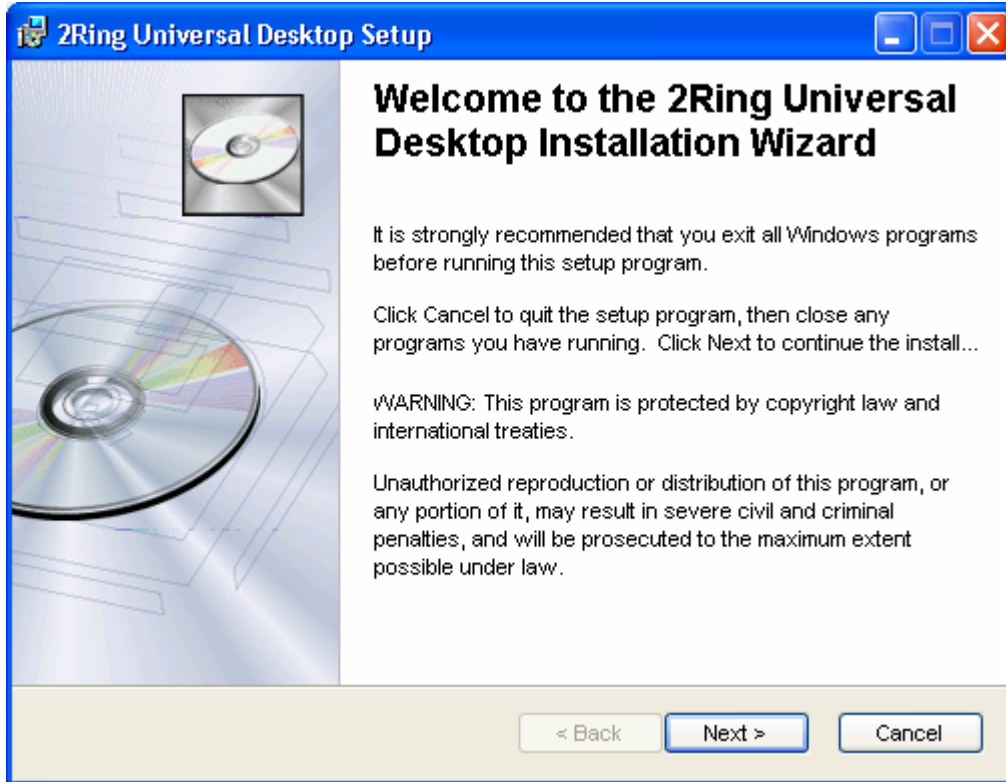 2Ring Universal Desktop Setup
Welcome to the 2Ring Universal
Desktop Installation Wizard
It is strongly recommended that you exit all Windows programs
before running this setup program.
Click Cancel to quit the setup program, then close any
programs you have running.  Click Next to continue the install...
WARNING: This program is protected by copyright law and
international treaties.
Unauthorized reproduction or distribution of this program, or
any portion of it, may result in severe civil and criminal
penalties, and will be prosecuted to the maximum extent
possible under law.
< Back
Next >
Cancel